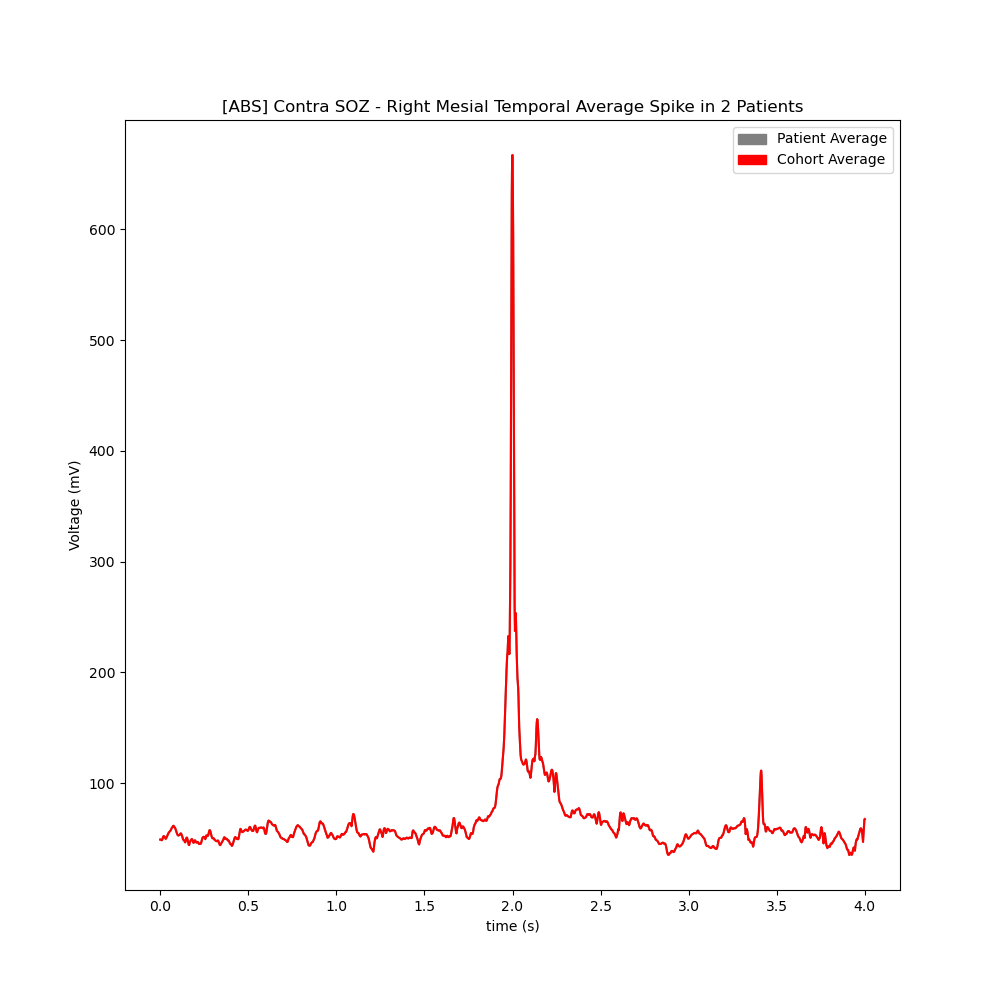 [ABS] Contra SOZ - Right Mesial Temporal Average Spike in 2 Patients
Patient Average
Cohort Average
600
500
400
300
200
100
Voltage (mV)
0.0 0.5 1.0 1.5 2.0 2.5 3.0 3.5 4.0
time (s)